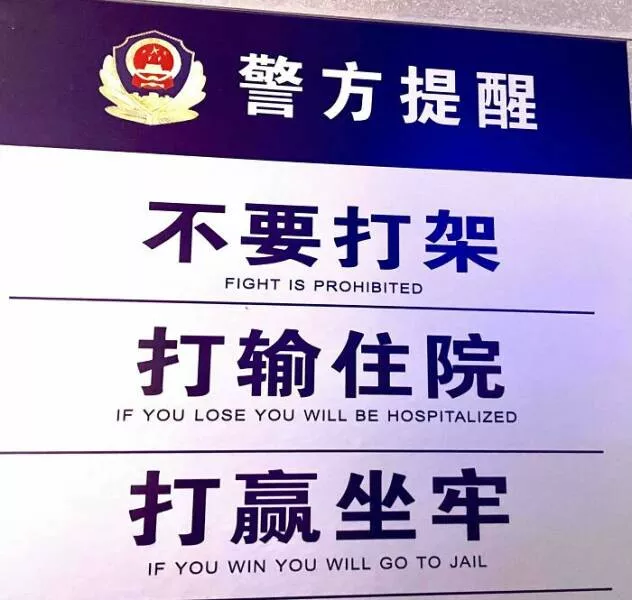 警方提醒
不要打架
FIGHT IS PROHIBITED
打输住院
IF YOU LOSE YOU WILL BE HOSPITALIZED
打赢坐牢
IF YOU WIN YOU WILL GO TO JAIL